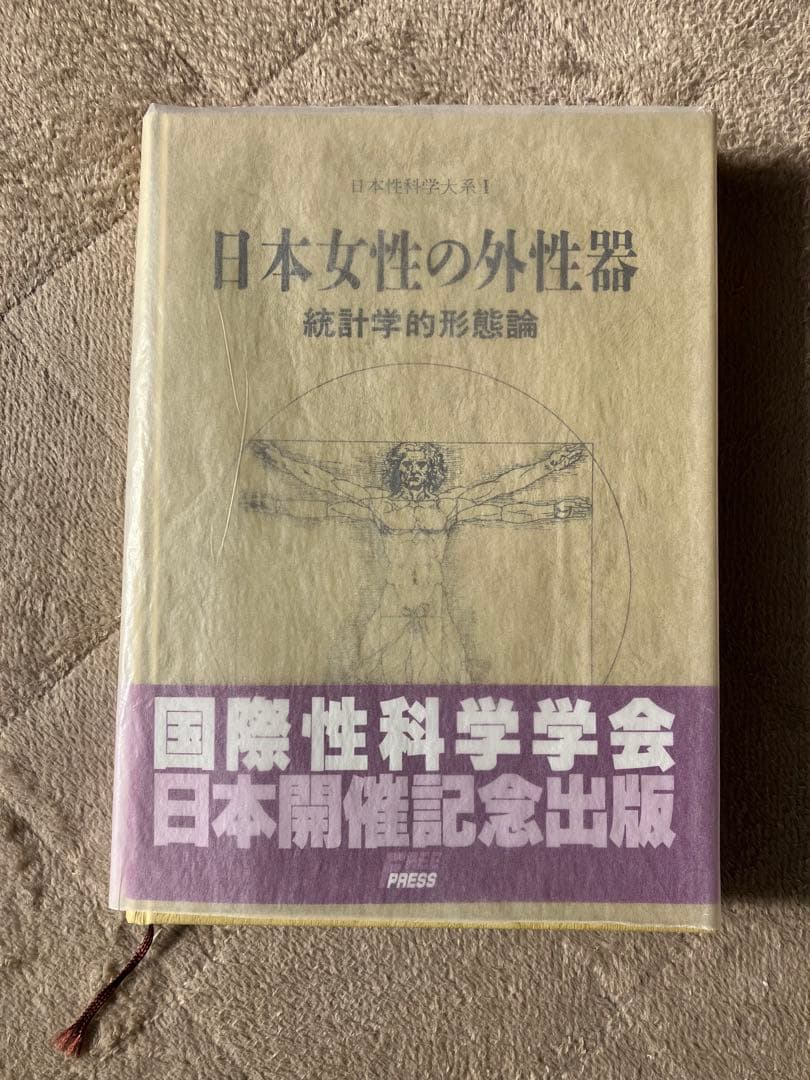 日本性科学大系 I
日本女性の外性器
統計学的形態論
国際性科学学会
日本開催記念出版
FREE
PRESS